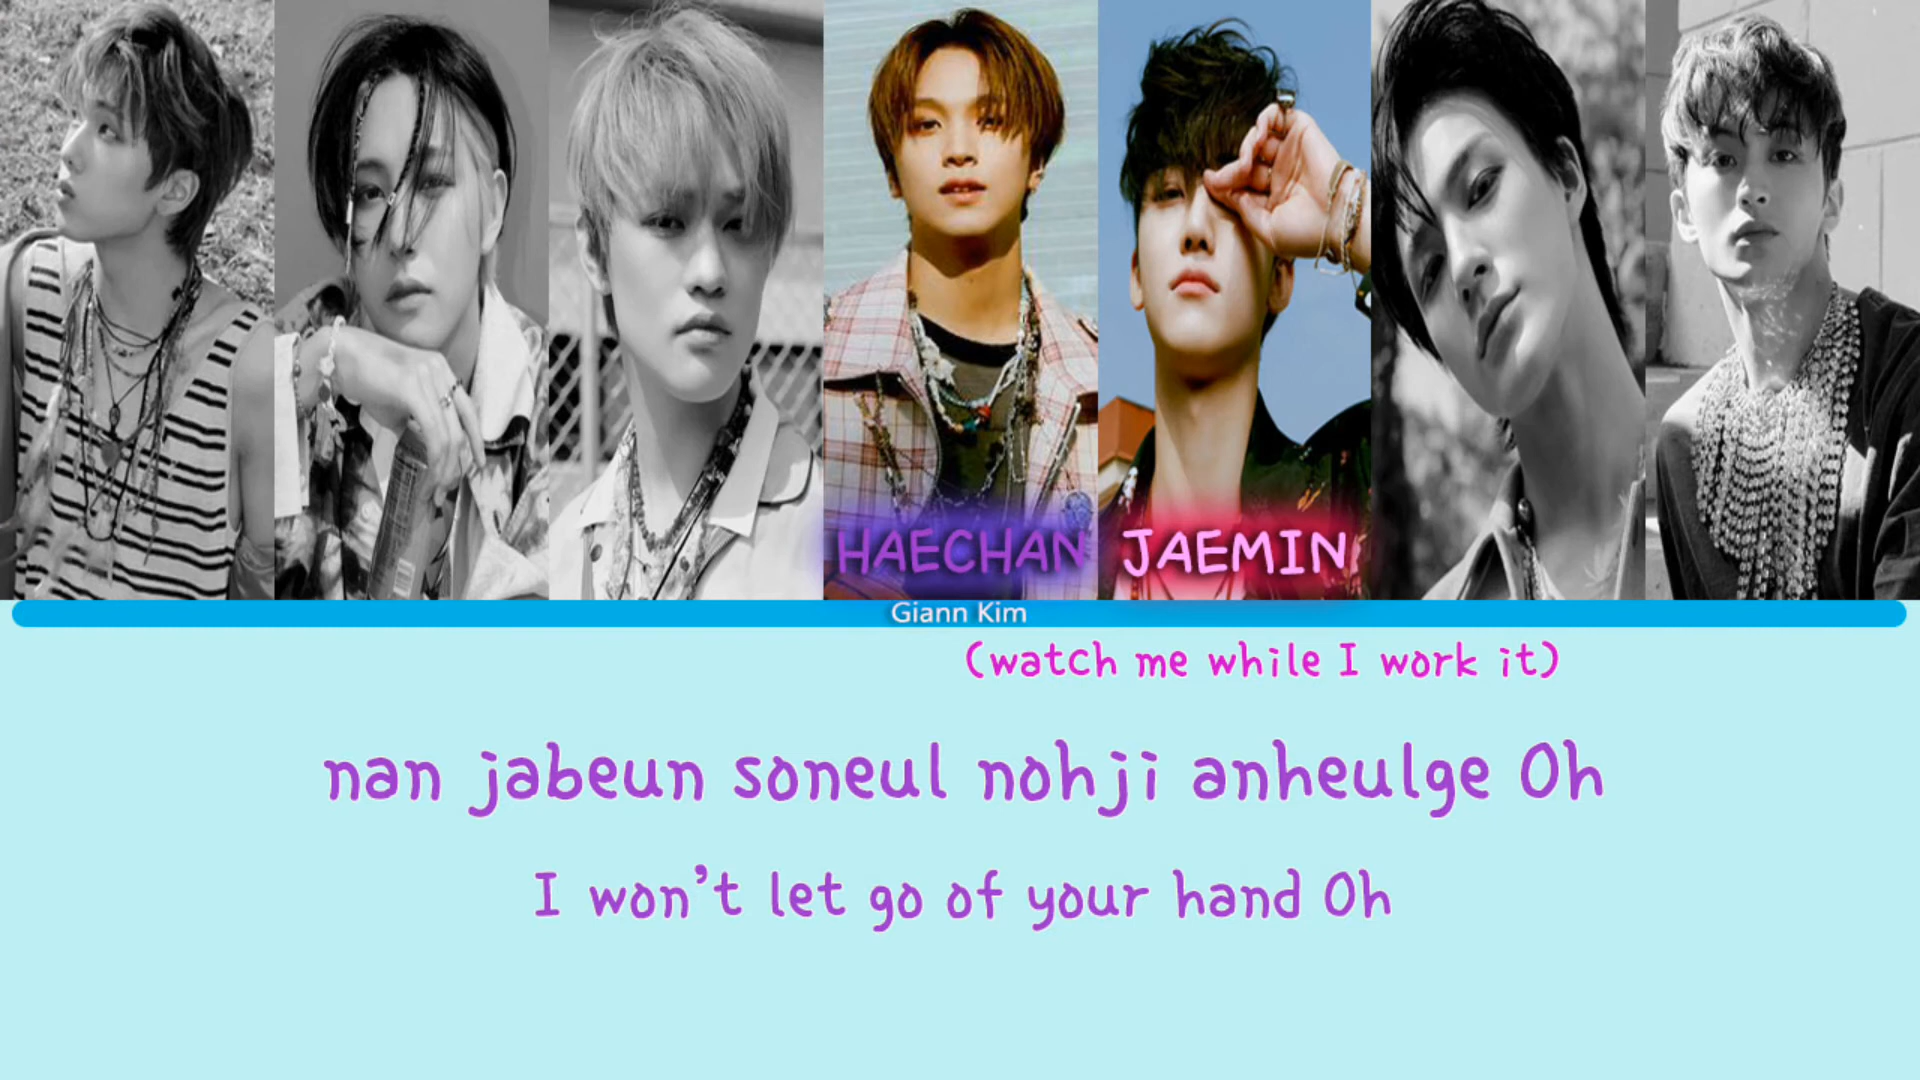 HAECHAN JAEMIN
Giann Kim
(watch me while I work it)
nan jabeun soneul nohji anheulge Oh
I won't let go of your hand Oh